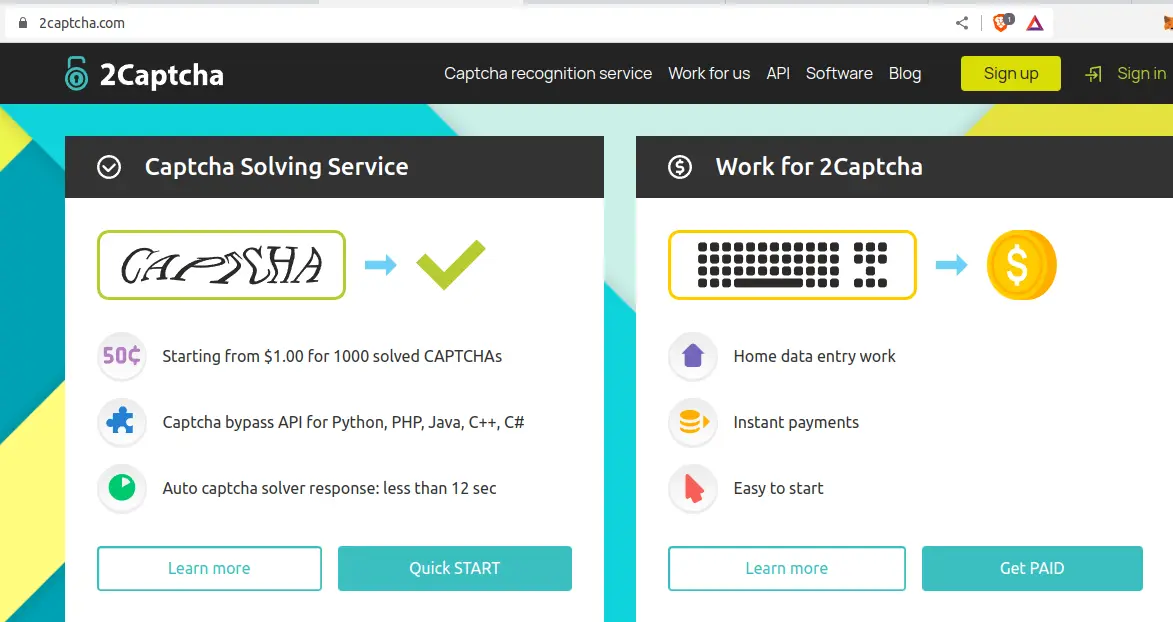 2captcha.com
1
2Captcha
Captcha recognition service Work for us API Software Blog Sign up Sign in
Captcha Solving Service
CAPTCHA
50¢ Starting from $1.00 for 1000 solved CAPTCHAs
Captcha bypass API for Python, PHP, Java, C++, C#
Auto captcha solver response: less than 12 sec
Learn more Quick START
Work for 2Captcha
$
Home data entry work
Instant payments
Easy to start
Learn more Get PAID